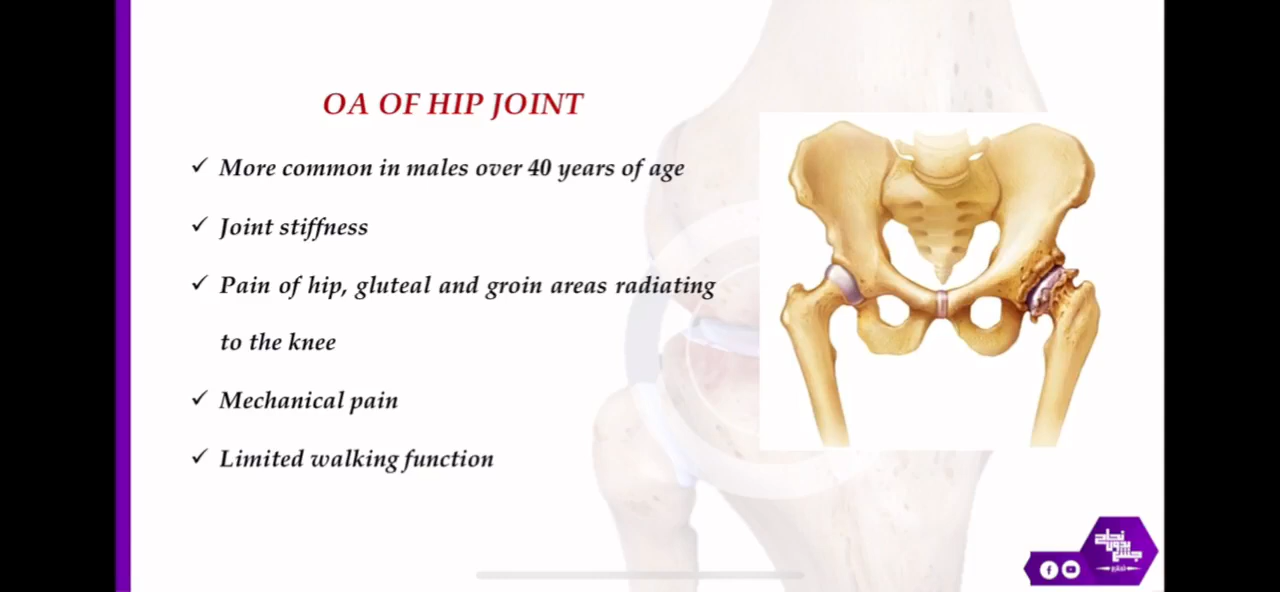 OA OF HIP JOINT
✓ More common in males over 40 years of age
✓ Joint stiffness
✓ Pain of hip, gluteal and groin areas radiating
to the knee
✓ Mechanical pain
✓ Limited walking function